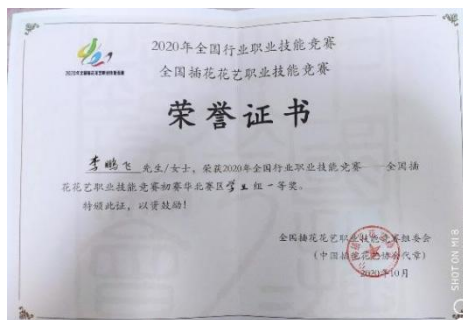 2020年全国行业职业技能竞赛
全国插花花艺职业技能竞赛
荣誉证书
李鹏飞 先生/女士,荣获2020年全国行业职业技能竞赛——全国插
花花艺职业技能竞赛初赛华北赛区学生组一等奖。
特颁此证,以资鼓励!
全国插花花艺职业技能竞赛组委会
(中国插花花艺协会代章)
2020年10月
SHOT ON MI 8